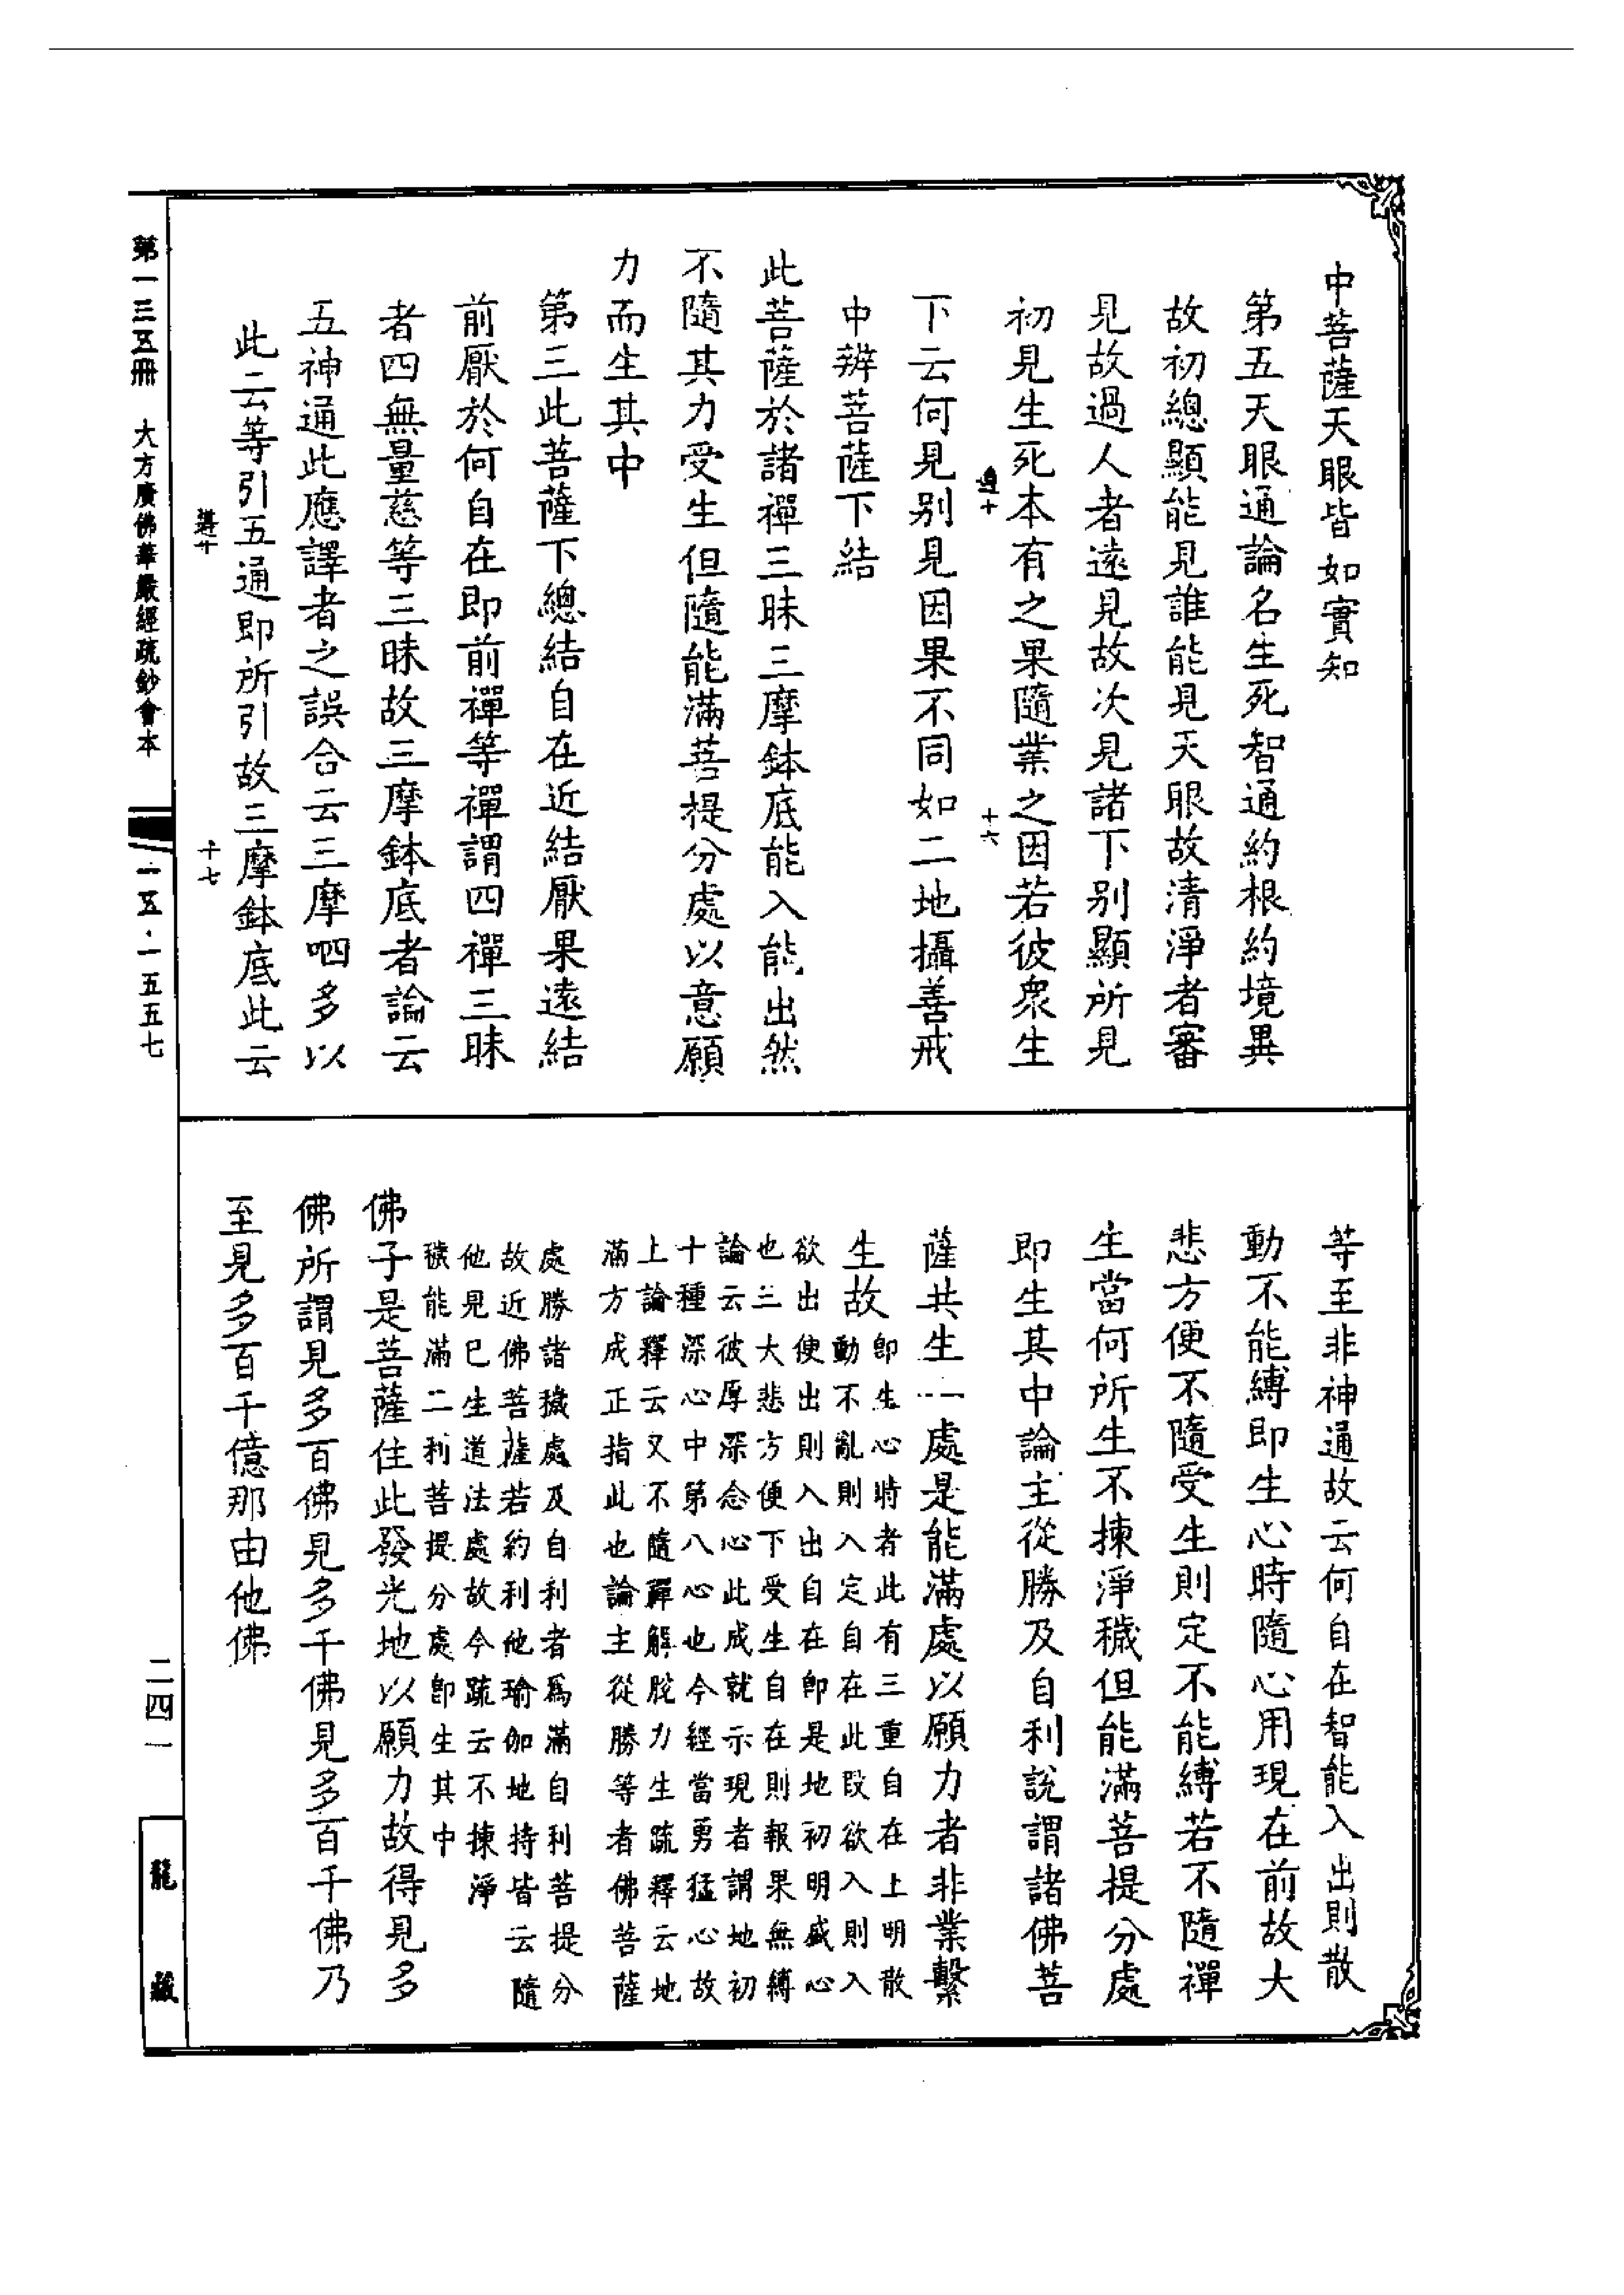 中菩薩天眼皆如實知
第五天眼通論名生死智通約根約境異
故初總顯能見誰能見天眼故清淨者審
見故過人者遠見故次見諸下別顯所見
初見生死本有之果隨業之因若彼衆生
十六
下云何見别見因果不同如二地攝善戒
中辨菩薩下結
此菩薩於諸禪三昧三摩鉢底能入能出然
不隨其力受生但隨能滿菩提分處以意願
力而生其中
第三此菩薩下總結自在近結厭果遠結
前厭於何自在即前禪等禪謂四禪三昧
者四無量慈等三昧故三摩鉢底者論云
五神通此應譯者之誤合云三摩呬多以
此云等引五通即所引故三摩鉢底此云
十七
等至非神通故云何自在智能入出則散
動不能縛即生心時隨心用現在前故大
悲方便不隨受生則定不能縛若不隨禪
生當何所生不揀淨穢但能滿菩提分處
即生其中論主從勝及自利說謂諸佛菩
薩共生一處是能滿處以願力者非業繫
生故
即生心時者此有三重自在上明散
動不亂則入定自在此段欲入則入
欲出便出則入出自在即是地初明盛心
也三大悲方便下受生自在則報果無縛
論云彼厚深念心此成就示現者謂地初
十種深心中第八心也今經當勇猛心故
上論釋云又不隨禪解脫力生疏釋云地
滿方成正指此也論主從勝等者佛菩薩
處勝諸穢處及自利者爲滿自利菩提分
故近佛菩薩若約利他瑜伽地持皆云隨
他見巳生道法處故今疏云不揀淨
穢能滿二利菩提分處即生其中
佛子是菩薩住此發光地以願力故得見多
佛所謂見多百佛見多千佛見多百千佛乃
至見多百千億那由他佛
第一三五冊　大方廣佛華嚴經疏鈔會本
一五·一五五七
二四一
龍藏